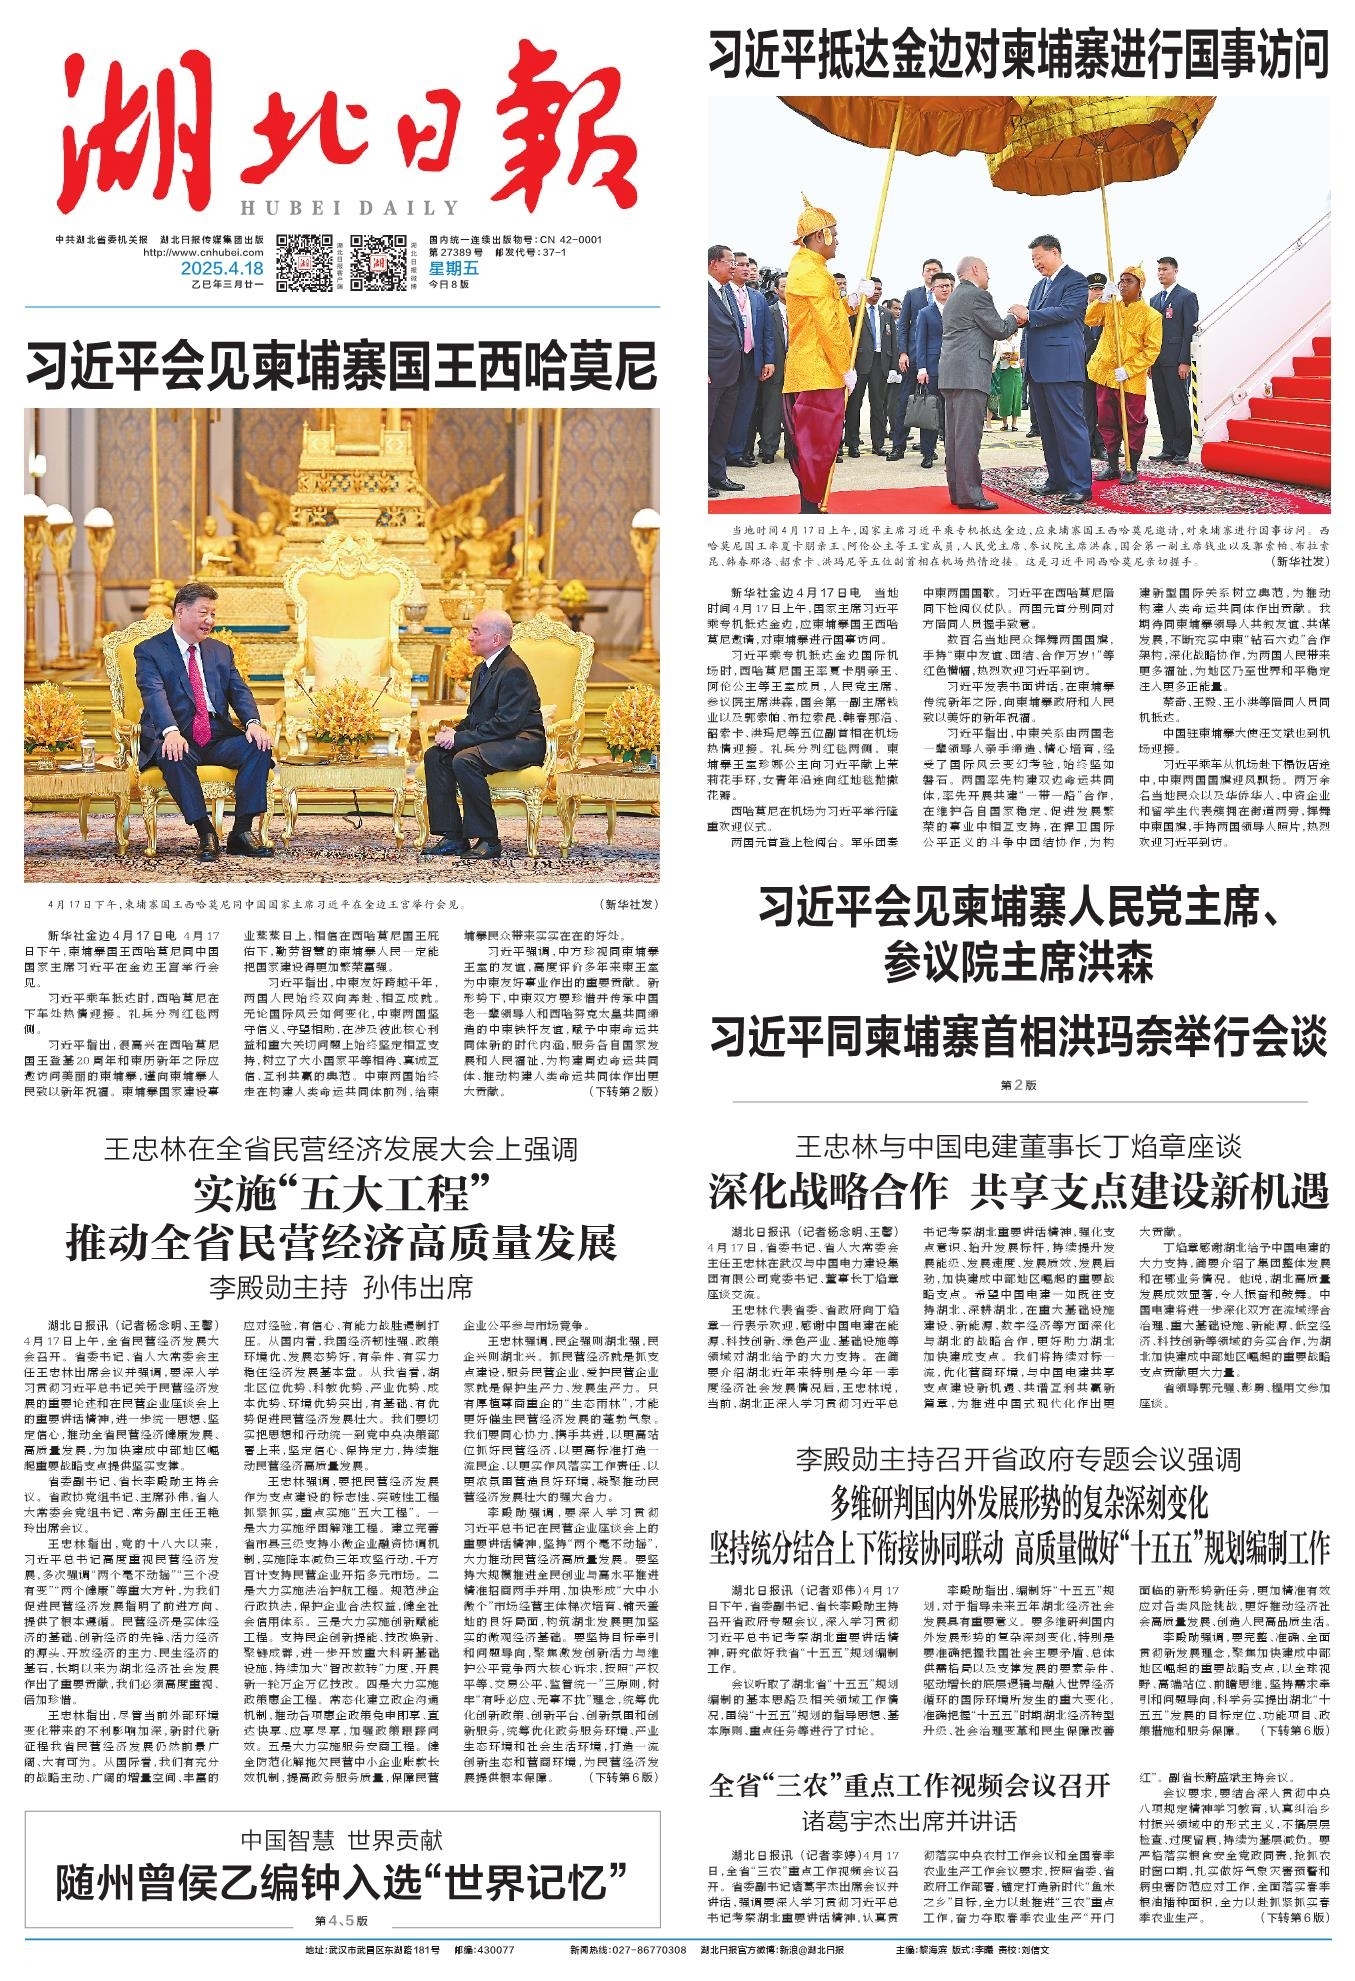 湖北日報
HUBEI DAILY
中共湖北省委机关报 湖北日报传媒集团出版
http://www.cnhubei.com
2025.4.18
乙巳年三月廿一
湖北日报客户端
湖北日报微博
国内统一连续出版物号:CN 42-0001
第27389号 邮发代号:37-1
星期五
今日8版
习近平会见柬埔寨国王西哈莫尼
4月17日下午,柬埔寨国王西哈莫尼同中国国家主席习近平在金边王宫举行会见。 (新华社发)
新华社金边4月17日电 4月17
日下午,柬埔寨国王西哈莫尼同中国
国家主席习近平在金边王宫举行会
见。
习近平乘车抵达时,西哈莫尼在
下车处热情迎接。礼兵分列红毯两
侧。
习近平指出,很高兴在西哈莫尼
国王登基20周年和柬历新年之际应
邀访问美丽的柬埔寨,谨向柬埔寨人
民致以新年祝福。柬埔寨国家建设事
业蒸蒸日上,相信在西哈莫尼国王庇
佑下,勤劳智慧的柬埔寨人民一定能
把国家建设得更加繁荣富强。
习近平指出,中柬友好跨越千年,
两国人民始终双向奔赴、相互成就。
无论国际风云如何变化,中柬两国坚
守信义、守望相助,在涉及彼此核心利
益和重大关切问题上始终坚定相互支
持,树立了大小国家平等相待、真诚互
信、互利共赢的典范。中柬两国始终
走在构建人类命运共同体前列,给柬
埔寨民众带来实实在在的好处。
习近平强调,中方珍视同柬埔寨
王室的友谊,高度评价多年来柬王室
为中柬友好事业作出的重要贡献。新
形势下,中柬双方要珍惜并传承中国
老一辈领导人和西哈努克太皇共同缔
造的中柬铁杆友谊,赋予中柬命运共
同体新的时代内涵,服务各自国家发
展和人民福祉,为构建周边命运共同
体、推动构建人类命运共同体作出更
大贡献。 (下转第2版)
习近平抵达金边对柬埔寨进行国事访问
当地时间4月17日上午,国家主席习近平乘专机抵达金边,应柬埔寨国王西哈莫尼邀请,对柬埔寨进行国事访问。西
哈莫尼国王率夏卡朋亲王、阿伦公主等王室成员,人民党主席、参议院主席洪森,国会第一副主席钱业以及郭索帕、布拉索
昆、韩春那洛、韶索卡、洪玛尼等五位副首相在机场热情迎接。这是习近平同西哈莫尼亲切握手。 (新华社发)
新华社金边4月17日电 当地
时间4月17日上午,国家主席习近平
乘专机抵达金边,应柬埔寨国王西哈
莫尼邀请,对柬埔寨进行国事访问。
习近平乘专机抵达金边国际机
场时,西哈莫尼国王率夏卡朋亲王、
阿伦公主等王室成员,人民党主席、
参议院主席洪森,国会第一副主席钱
业以及郭索帕、布拉索昆、韩春那洛、
韶索卡、洪玛尼等五位副首相在机场
热情迎接。礼兵分列红毯两侧。柬
埔寨王室珍娜公主向习近平献上茉
莉花手环,女青年沿途向红地毯抛撒
花瓣。
西哈莫尼在机场为习近平举行隆
重欢迎仪式。
两国元首登上检阅台。军乐团奏
中柬两国国歌。习近平在西哈莫尼陪
同下检阅仪仗队。两国元首分别同对
方陪同人员握手致意。
数百名当地民众挥舞两国国旗,
手持“柬中友谊、团结、合作万岁!”等
红色横幅,热烈欢迎习近平到访。
习近平发表书面讲话,在柬埔寨
传统新年之际,向柬埔寨政府和人民
致以美好的新年祝福。
习近平指出,中柬关系由两国老
一辈领导人亲手缔造、精心培育,经
受了国际风云变幻考验,始终坚如
磐石。两国率先构建双边命运共同
体,率先开展共建“一带一路”合作,
在维护各自国家稳定、促进发展繁
荣的事业中相互支持,在捍卫国际
公平正义的斗争中团结协作,为构
建新型国际关系树立典范,为推动
构建人类命运共同体作出贡献。我
期待同柬埔寨领导人共叙友谊、共谋
发展,不断充实中柬“钻石六边”合作
架构,深化战略协作,为两国人民带来
更多福祉,为地区乃至世界和平稳定
注入更多正能量。
蔡奇、王毅、王小洪等陪同人员同
机抵达。
中国驻柬埔寨大使汪文斌也到机
场迎接。
习近平乘车从机场赴下榻饭店途
中,中柬两国国旗迎风飘扬。两万余
名当地民众以及华侨华人、中资企业
和留学生代表簇拥在街道两旁,挥舞
中柬国旗,手持两国领导人照片,热烈
欢迎习近平到访。
习近平会见柬埔寨人民党主席、
参议院主席洪森
习近平同柬埔寨首相洪玛奈举行会谈
第2版
王忠林在全省民营经济发展大会上强调
实施“五大工程”
推动全省民营经济高质量发展
李殿勋主持 孙伟出席
湖北日报讯 (记者杨念明、王馨)
4月17日上午,全省民营经济发展大
会召开。省委书记、省人大常委会主
任王忠林出席会议并强调,要深入学
习贯彻习近平总书记关于民营经济发
展的重要论述和在民营企业座谈会上
的重要讲话精神,进一步统一思想、坚
定信心,推动全省民营经济健康发展、
高质量发展,为加快建成中部地区崛
起重要战略支点提供坚实支撑。
省委副书记、省长李殿勋主持会
议。省政协党组书记、主席孙伟,省人
大常委会党组书记、常务副主任王艳
玲出席会议。
王忠林指出,党的十八大以来,
习近平总书记高度重视民营经济发
展,多次强调“两个毫不动摇”“三个没
有变”“两个健康”等重大方针,为我们
促进民营经济发展指明了前进方向、
提供了根本遵循。民营经济是实体经
济的基础、创新经济的先锋、活力经济
的源头、开放经济的主力、民生经济的
基石,长期以来为湖北经济社会发展
作出了重要贡献,我们必须高度重视、
倍加珍惜。
王忠林指出,尽管当前外部环境
变化带来的不利影响加深,新时代新
征程我省民营经济发展仍然前景广
阔、大有可为。从国际看,我们有充分
的战略主动、广阔的增量空间、丰富的
应对经验,有信心、有能力战胜遏制打
压。从国内看,我国经济韧性强、政策
环境优、发展态势好,有条件、有实力
稳住经济发展基本盘。从我省看,湖
北区位优势、科教优势、产业优势、成
本优势、环境优势突出,有基础、有优
势促进民营经济发展壮大。我们要切
实把思想和行动统一到党中央决策部
署上来,坚定信心、保持定力,持续推
动民营经济高质量发展。
王忠林强调,要把民营经济发展
作为支点建设的标志性、突破性工程
抓紧抓实,重点实施“五大工程”。一
是大力实施纾困解难工程。建立完善
省市县三级支持小微企业融资协调机
制,实施降本减负三年攻坚行动,千方
百计支持民营企业开拓多元市场。二
是大力实施法治护航工程。规范涉企
行政执法,保护企业合法权益,健全社
会信用体系。三是大力实施创新赋能
工程。支持民企创新提能、技改焕新、
聚链成群,进一步开放重大科研基础
设施,持续加大“智改数转”力度,开展
新一轮万企万亿技改。四是大力实施
政策惠企工程。常态化建立政企沟通
机制,推动各项惠企政策免申即享、直
达快享、应享尽享,加强政策跟踪问
效。五是大力实施服务安商工程。健
全防范化解拖欠民营中小企业账款长
效机制,提高政务服务质量,保障民营
企业公平参与市场竞争。
王忠林强调,民企强则湖北强,民
企兴则湖北兴。抓民营经济就是抓支
点建设,服务民营企业、爱护民营企业
家就是保护生产力、发展生产力。只
有厚植尊商重企的“生态雨林”,才能
更好催生民营经济发展的蓬勃气象。
我们要同心协力、携手共进,以更高站
位抓好民营经济、以更高标准打造一
流民企、以更实作风落实工作责任、以
更浓氛围营造良好环境,凝聚推动民
营经济发展壮大的强大合力。
李殿勋强调,要深入学习贯彻
习近平总书记在民营企业座谈会上的
重要讲话精神,坚持“两个毫不动摇”,
大力推动民营经济高质量发展。要坚
持大规模推进全民创业与高水平推进
精准招商两手并用,加快形成“大中小
微个”市场经营主体梯次培育、铺天盖
地的良好局面,构筑湖北发展更加坚
实的微观经济基础。要坚持目标牵引
和问题导向,聚焦激发创新活力与维
护公平竞争两大核心诉求,按照“产权
平等、交易公平、监管统一”三原则,树
牢“有呼必应、无事不扰”理念,统筹优
化创新政策、创新平台、创新氛围和创
新服务,统筹优化政务服务环境、产业
生态环境和社会生活环境,打造一流
创新生态和营商环境,为民营经济发
展提供根本保障。 (下转第6版)
中国智慧 世界贡献
随州曾侯乙编钟入选“世界记忆”
第4、5版
王忠林与中国电建董事长丁焰章座谈
深化战略合作 共享支点建设新机遇
湖北日报讯 (记者杨念明、王馨)
4月17日,省委书记、省人大常委会
主任王忠林在武汉与中国电力建设集
团有限公司党委书记、董事长丁焰章
座谈交流。
王忠林代表省委、省政府向丁焰
章一行表示欢迎,感谢中国电建在能
源、科技创新、绿色产业、基础设施等
领域对湖北给予的大力支持。在简
要介绍湖北近年来特别是今年一季
度经济社会发展情况后,王忠林说,
当前,湖北正深入学习贯彻习近平总
书记考察湖北重要讲话精神,强化支
点意识、抬升发展标杆,持续提升发
展能级、发展速度、发展质效、发展后
劲,加快建成中部地区崛起的重要战
略支点。希望中国电建一如既往支
持湖北、深耕湖北,在重大基础设施
建设、新能源、数字经济等方面深化
与湖北的战略合作,更好助力湖北
加快建成支点。我们将持续对标一
流,优化营商环境,与中国电建共享
支点建设新机遇、共谱互利共赢新
篇章,为推进中国式现代化作出更
大贡献。
丁焰章感谢湖北给予中国电建的
大力支持,简要介绍了集团整体发展
和在鄂业务情况。他说,湖北高质量
发展成效显著,令人振奋和鼓舞。中
国电建将进一步深化双方在流域综合
治理、重大基础设施、新能源、低空经
济、科技创新等领域的务实合作,为湖
北加快建成中部地区崛起的重要战略
支点贡献更大力量。
省领导郭元强、彭勇、程用文参加
座谈。
李殿勋主持召开省政府专题会议强调
多维研判国内外发展形势的复杂深刻变化
坚持统分结合上下衔接协同联动 高质量做好“十五五”规划编制工作
湖北日报讯 (记者邓伟)4月17
日下午,省委副书记、省长李殿勋主持
召开省政府专题会议,深入学习贯彻
习近平总书记考察湖北重要讲话精
神,研究做好我省“十五五”规划编制
工作。
会议听取了湖北省“十五五”规划
编制的基本思路及相关领域工作情
况,围绕“十五五”规划的指导思想、基
本原则、重点任务等进行了讨论。
李殿勋指出,编制好“十五五”规
划,对于指导未来五年湖北经济社会
发展具有重要意义。要多维研判国内
外发展形势的复杂深刻变化,特别是
要准确把握我国社会主要矛盾、总体
供需格局以及支撑发展的要素条件、
驱动增长的底层逻辑与融入世界经济
循环的国际环境所发生的重大变化,
准确把握“十五五”时期湖北经济转型
升级、社会治理变革和民生保障改善
面临的新形势新任务,更加精准有效
应对各类风险挑战,更好推动经济社
会高质量发展、创造人民高品质生活。
李殿勋强调,要完整、准确、全面
贯彻新发展理念,聚焦加快建成中部
地区崛起的重要战略支点,以全球视
野、高端站位、前瞻思维,坚持需求牵
引和问题导向,科学务实提出湖北“十
五五”发展的目标定位、功能项目、政
策措施和服务保障。 (下转第6版)
全省“三农”重点工作视频会议召开
诸葛宇杰出席并讲话
湖北日报讯 (记者李婷)4月17
日,全省“三农”重点工作视频会议召
开。省委副书记诸葛宇杰出席会议并
讲话,强调要深入学习贯彻习近平总
书记考察湖北重要讲话精神,认真贯
彻落实中央农村工作会议和全国春季
农业生产工作会议要求,按照省委、省
政府工作部署,锚定打造新时代“鱼米
之乡”目标,全力以赴推进“三农”重点
工作,奋力夺取春季农业生产“开门
红”。副省长蔚盛斌主持会议。
会议要求,要结合深入贯彻中央
八项规定精神学习教育,认真纠治乡
村振兴领域中的形式主义,不搞层层
检查、过度留痕,持续为基层减负。要
严格落实粮食安全党政同责,抢抓农
时窗口期,扎实做好气象灾害预警和
病虫害防范应对工作,全面落实春季
粮油播种面积,全力以赴抓紧抓实春
季农业生产。 (下转第6版)
地址:武汉市武昌区东湖路181号 邮编:430077 新闻热线:027-86770308 湖北日报官方微博:新浪@湖北日报 主编:黎海滨 版式:李曦 责校:刘信文